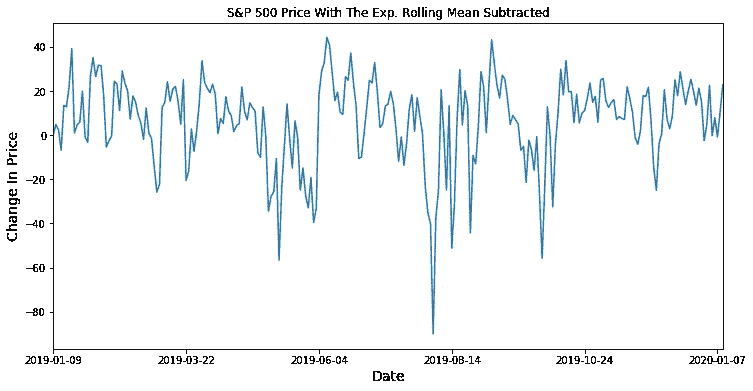 S&P 500 Price With The Exp. Rolling Mean Subtracted
40
20
0
−20
−40
−60
−80
Change In Price
2019-01-09 2019-03-22 2019-06-04 2019-08-14 2019-10-24 2020-01-07
Date